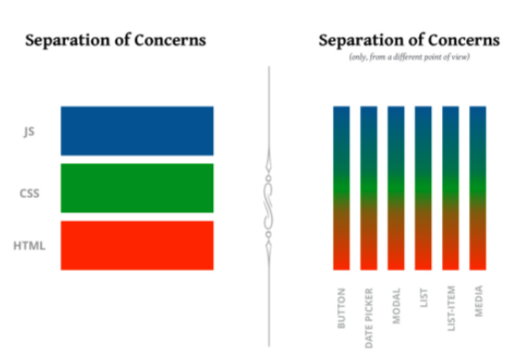 Separation of Concerns
JS
CSS
HTML
Separation of Concerns
(only, from a different point of view)
BUTTON
DATE PICKER
MODAL
LIST
LIST-ITEM
MEDIA